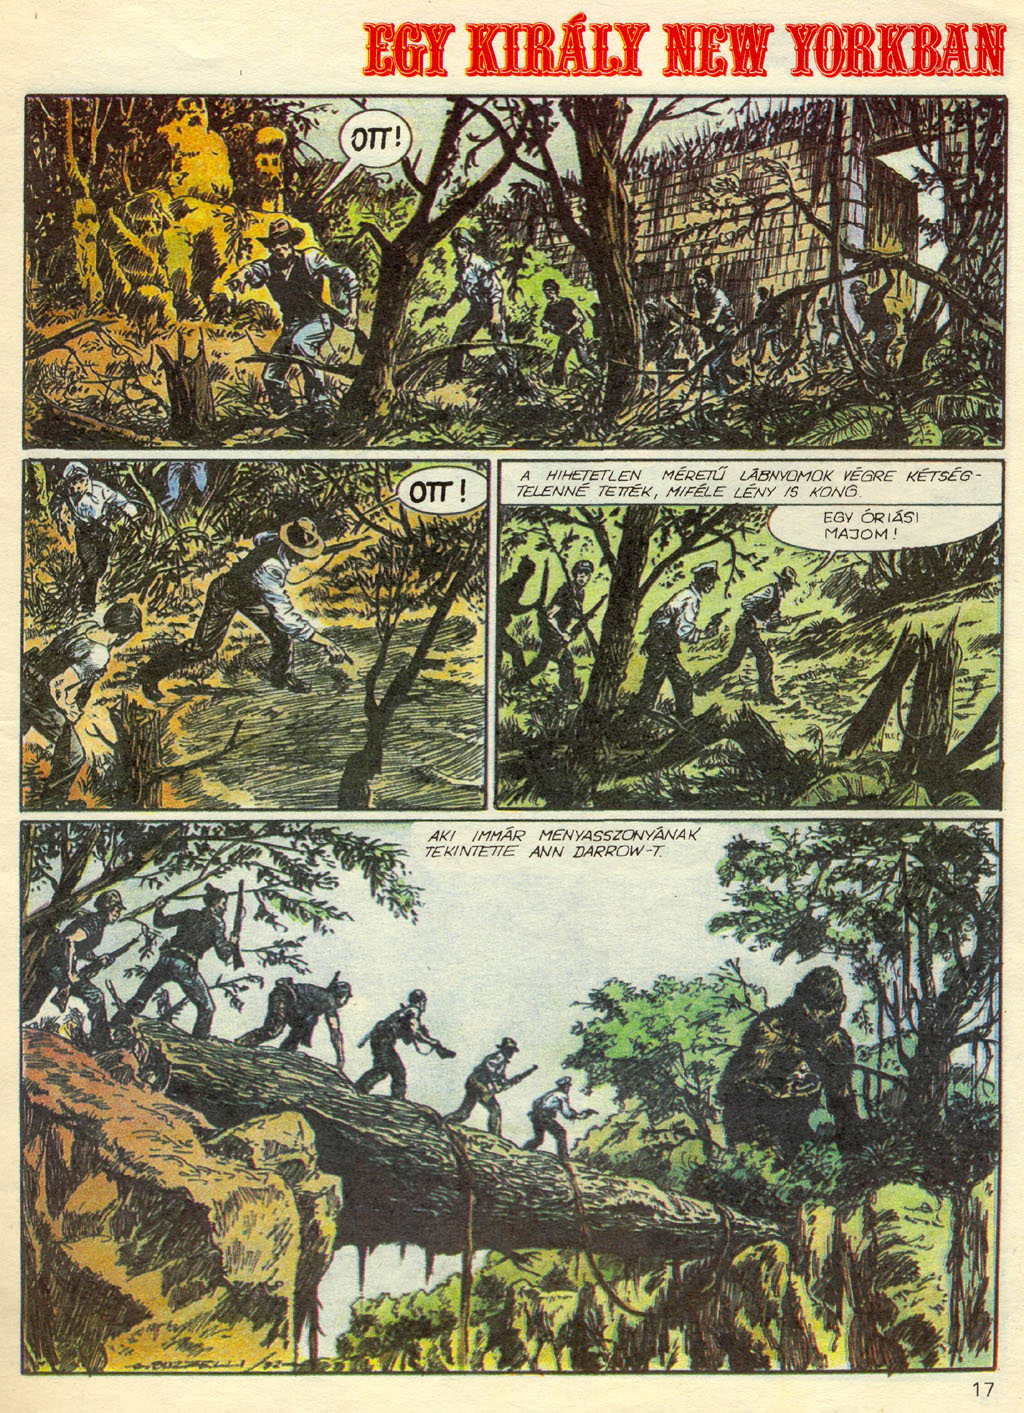 EGY KIRÁLY NEW YORKBAN
OTT!
OTT!
A HIHETETLEN MÉRETŰ LÁBNYOMOK VÉGRE KÉTSÉG-
TELENNÉ TETTÉK, MIFÉLE LÉNY IS KONG.
EGY ÓRIÁSI
MAJOM!
AKI IMMÁR MENYASSZONYÁNAK
TEKINTETTE ANN DARROW-T.
17